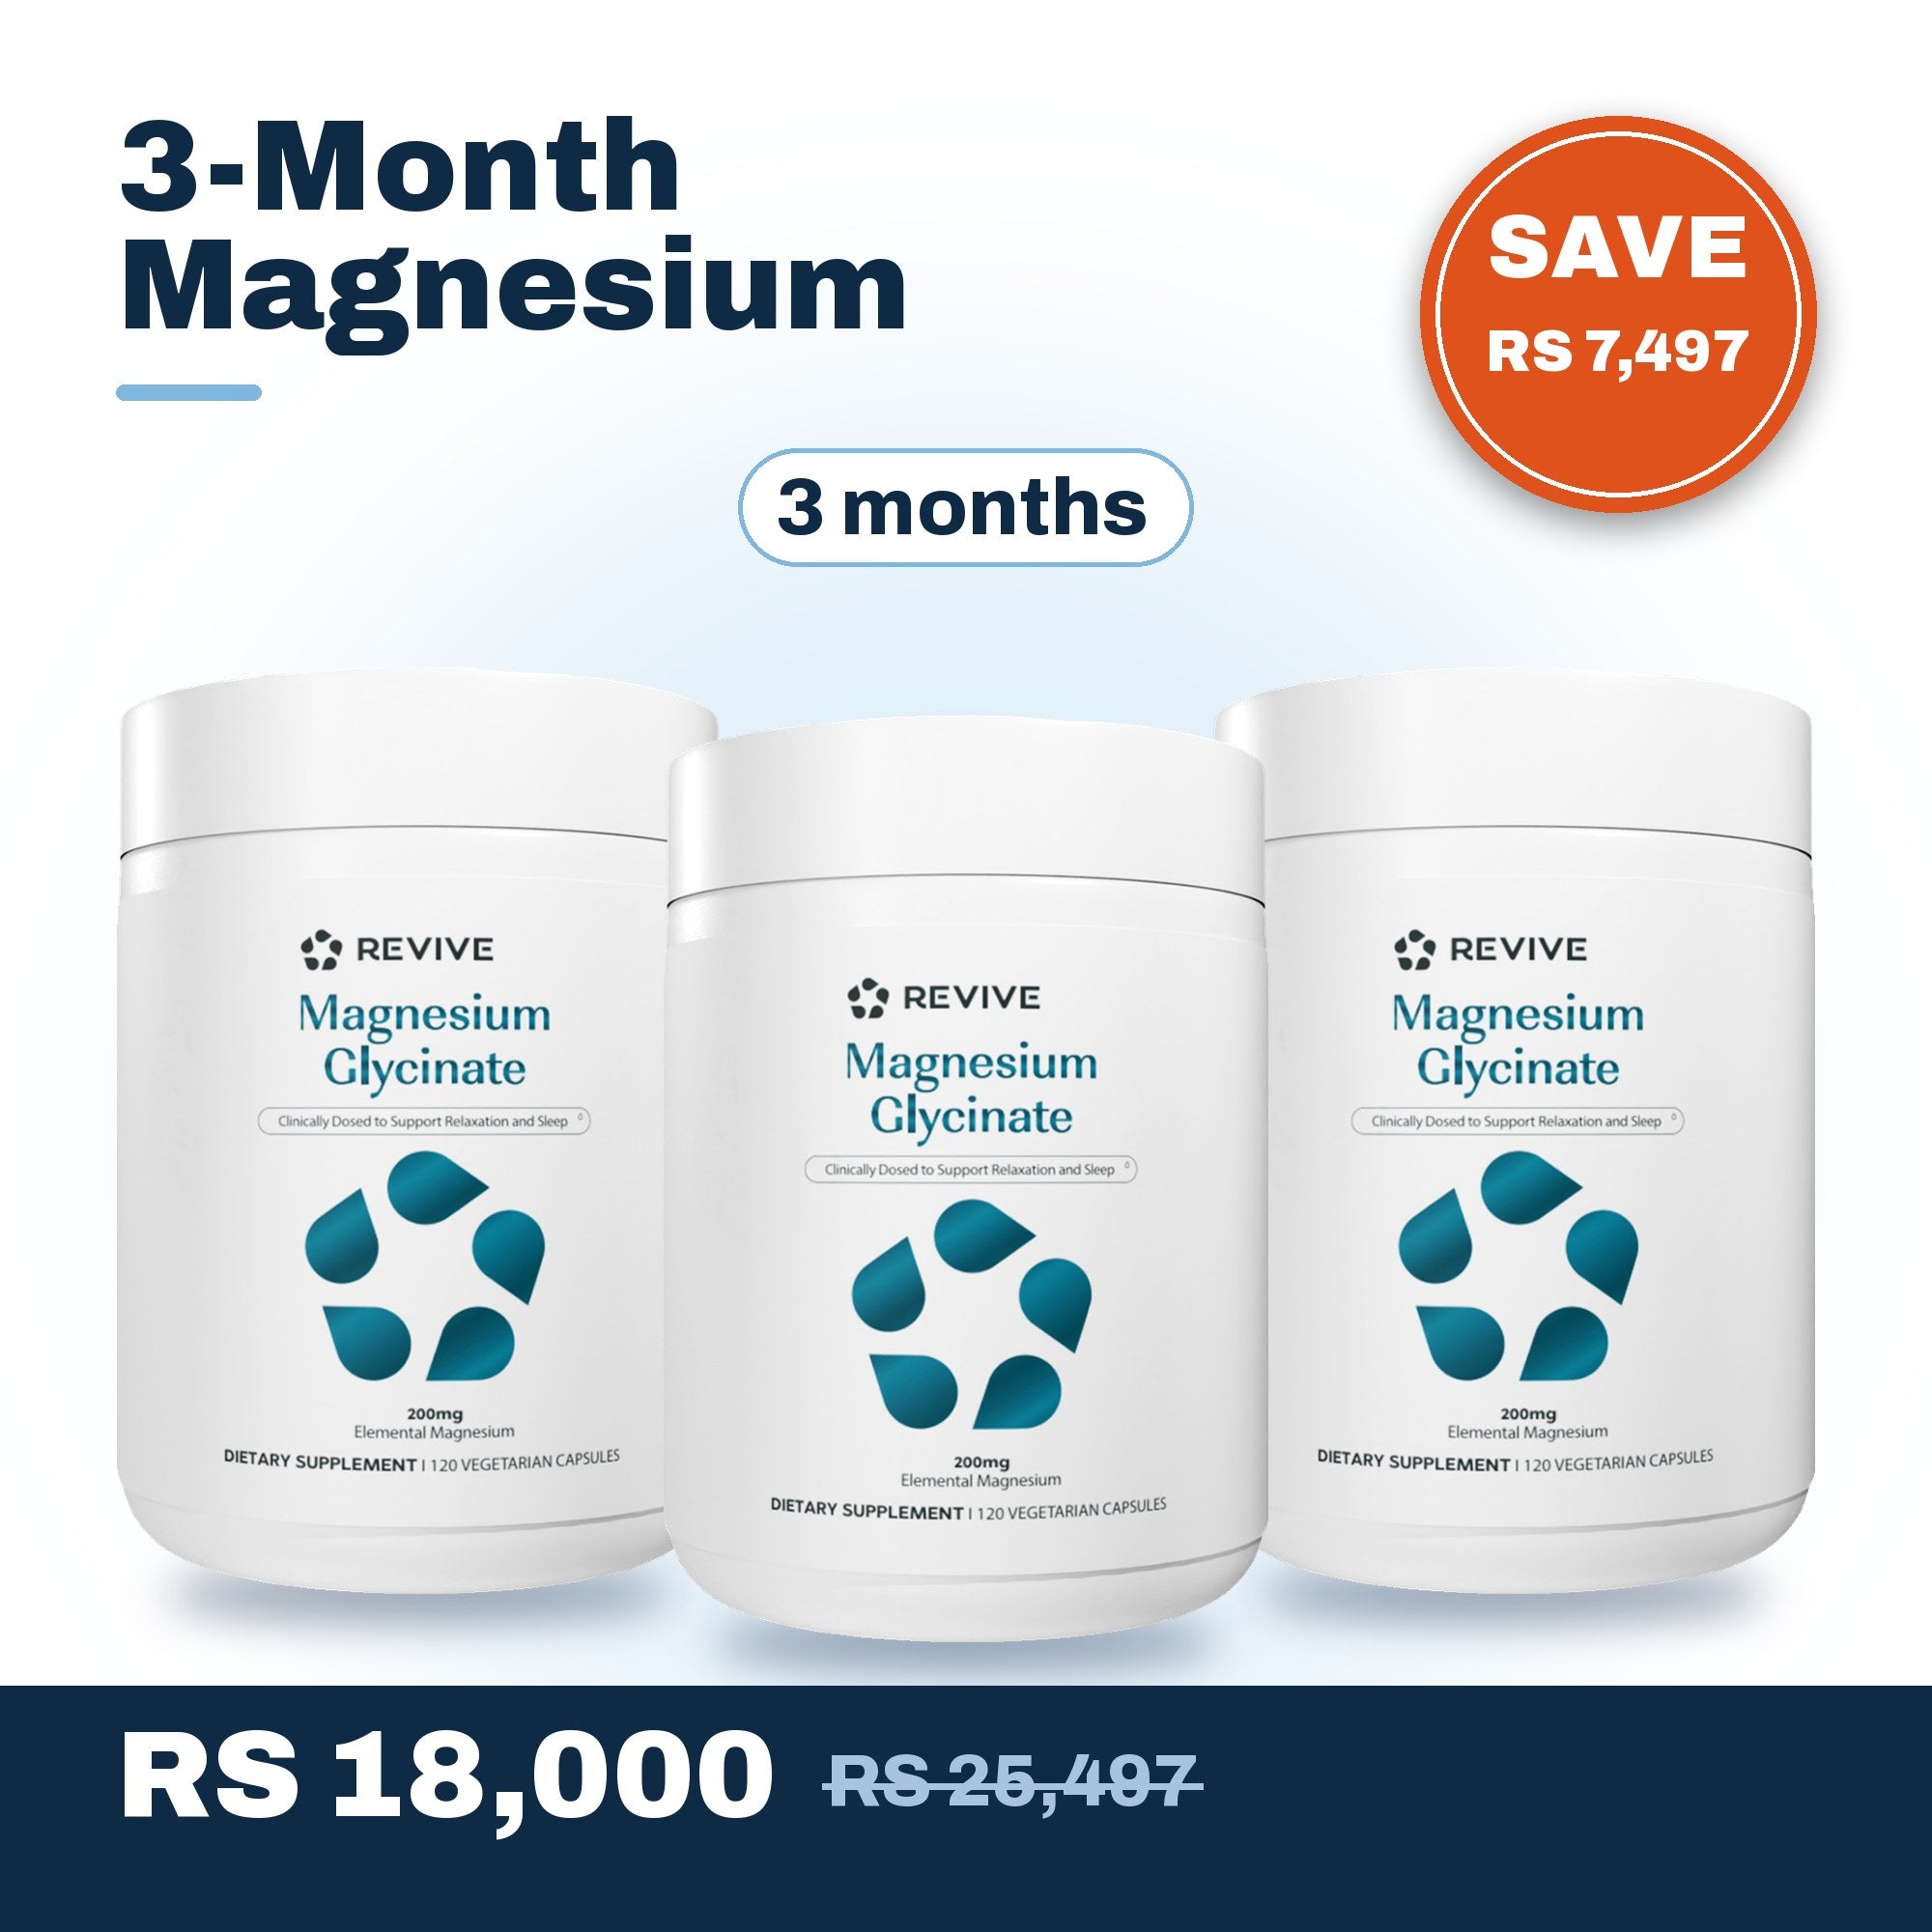 3-Month
Magnesium
SAVE
RS 7,497
3 months
REVIVE
Magnesium
Glycinate
Clinically Dosed to Support Relaxation and Sleep
200mg
Elemental Magnesium
DIETARY SUPPLEMENT | 120 VEGETARIAN CAPSULES
REVIVE
Magnesium
Glycinate
Clinically Dosed to Support Relaxation and Sleep
200mg
Elemental Magnesium
DIETARY SUPPLEMENT | 120 VEGETARIAN CAPSULES
REVIVE
Magnesium
Glycinate
Clinically Dosed to Support Relaxation and Sleep
200mg
Elemental Magnesium
DIETARY SUPPLEMENT | 120 VEGETARIAN CAPSULES
RS 18,000 RS 25,497